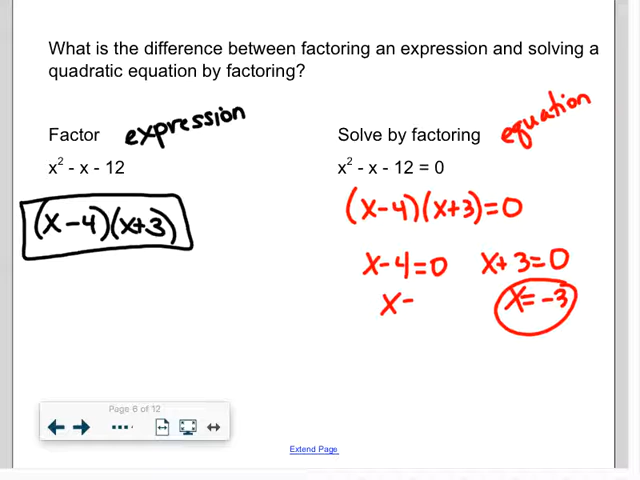 What is the difference between factoring an expression and solving a
quadratic equation by factoring?
Factor expression
x² - x - 12
(x-4)(x+3)
Solve by factoring equation
x² - x - 12 = 0
(x-4)(x+3)=0
x-4=0 x+3=0
x= x=-3
Page 6 of 12
Extend Page